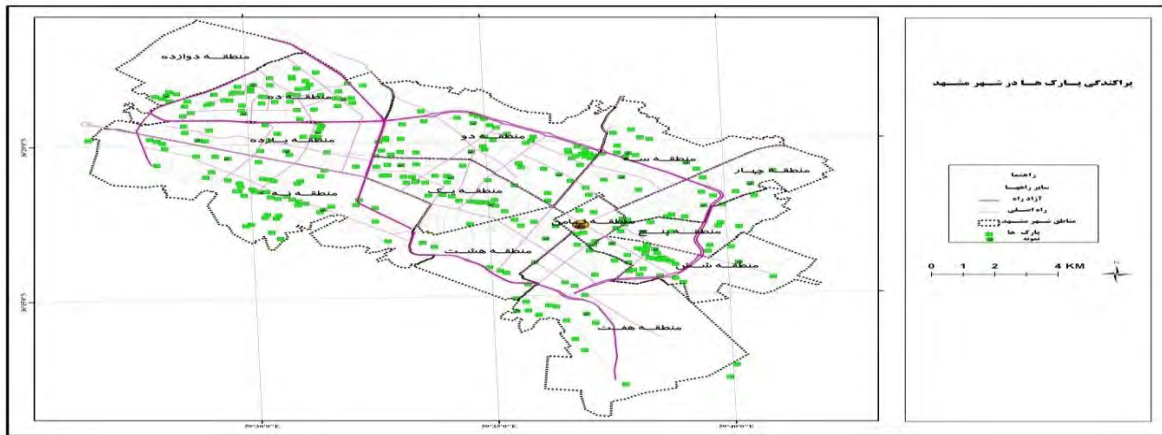 پراکندگی پارک ها در شهر مشهد
راهنما
سایر راهها
آزاد راه
راه اصلی
مناطق شهر مشهد
پارک ها
نمونه
0 1 2 4 KM
منطقه دوازده
منطقه ده
منطقه یازده
منطقه نه
منطقه دو
منطقه سه
منطقه چهار
منطقه یک
منطقه پنج
منطقه هشت
منطقه شش
منطقه هفت